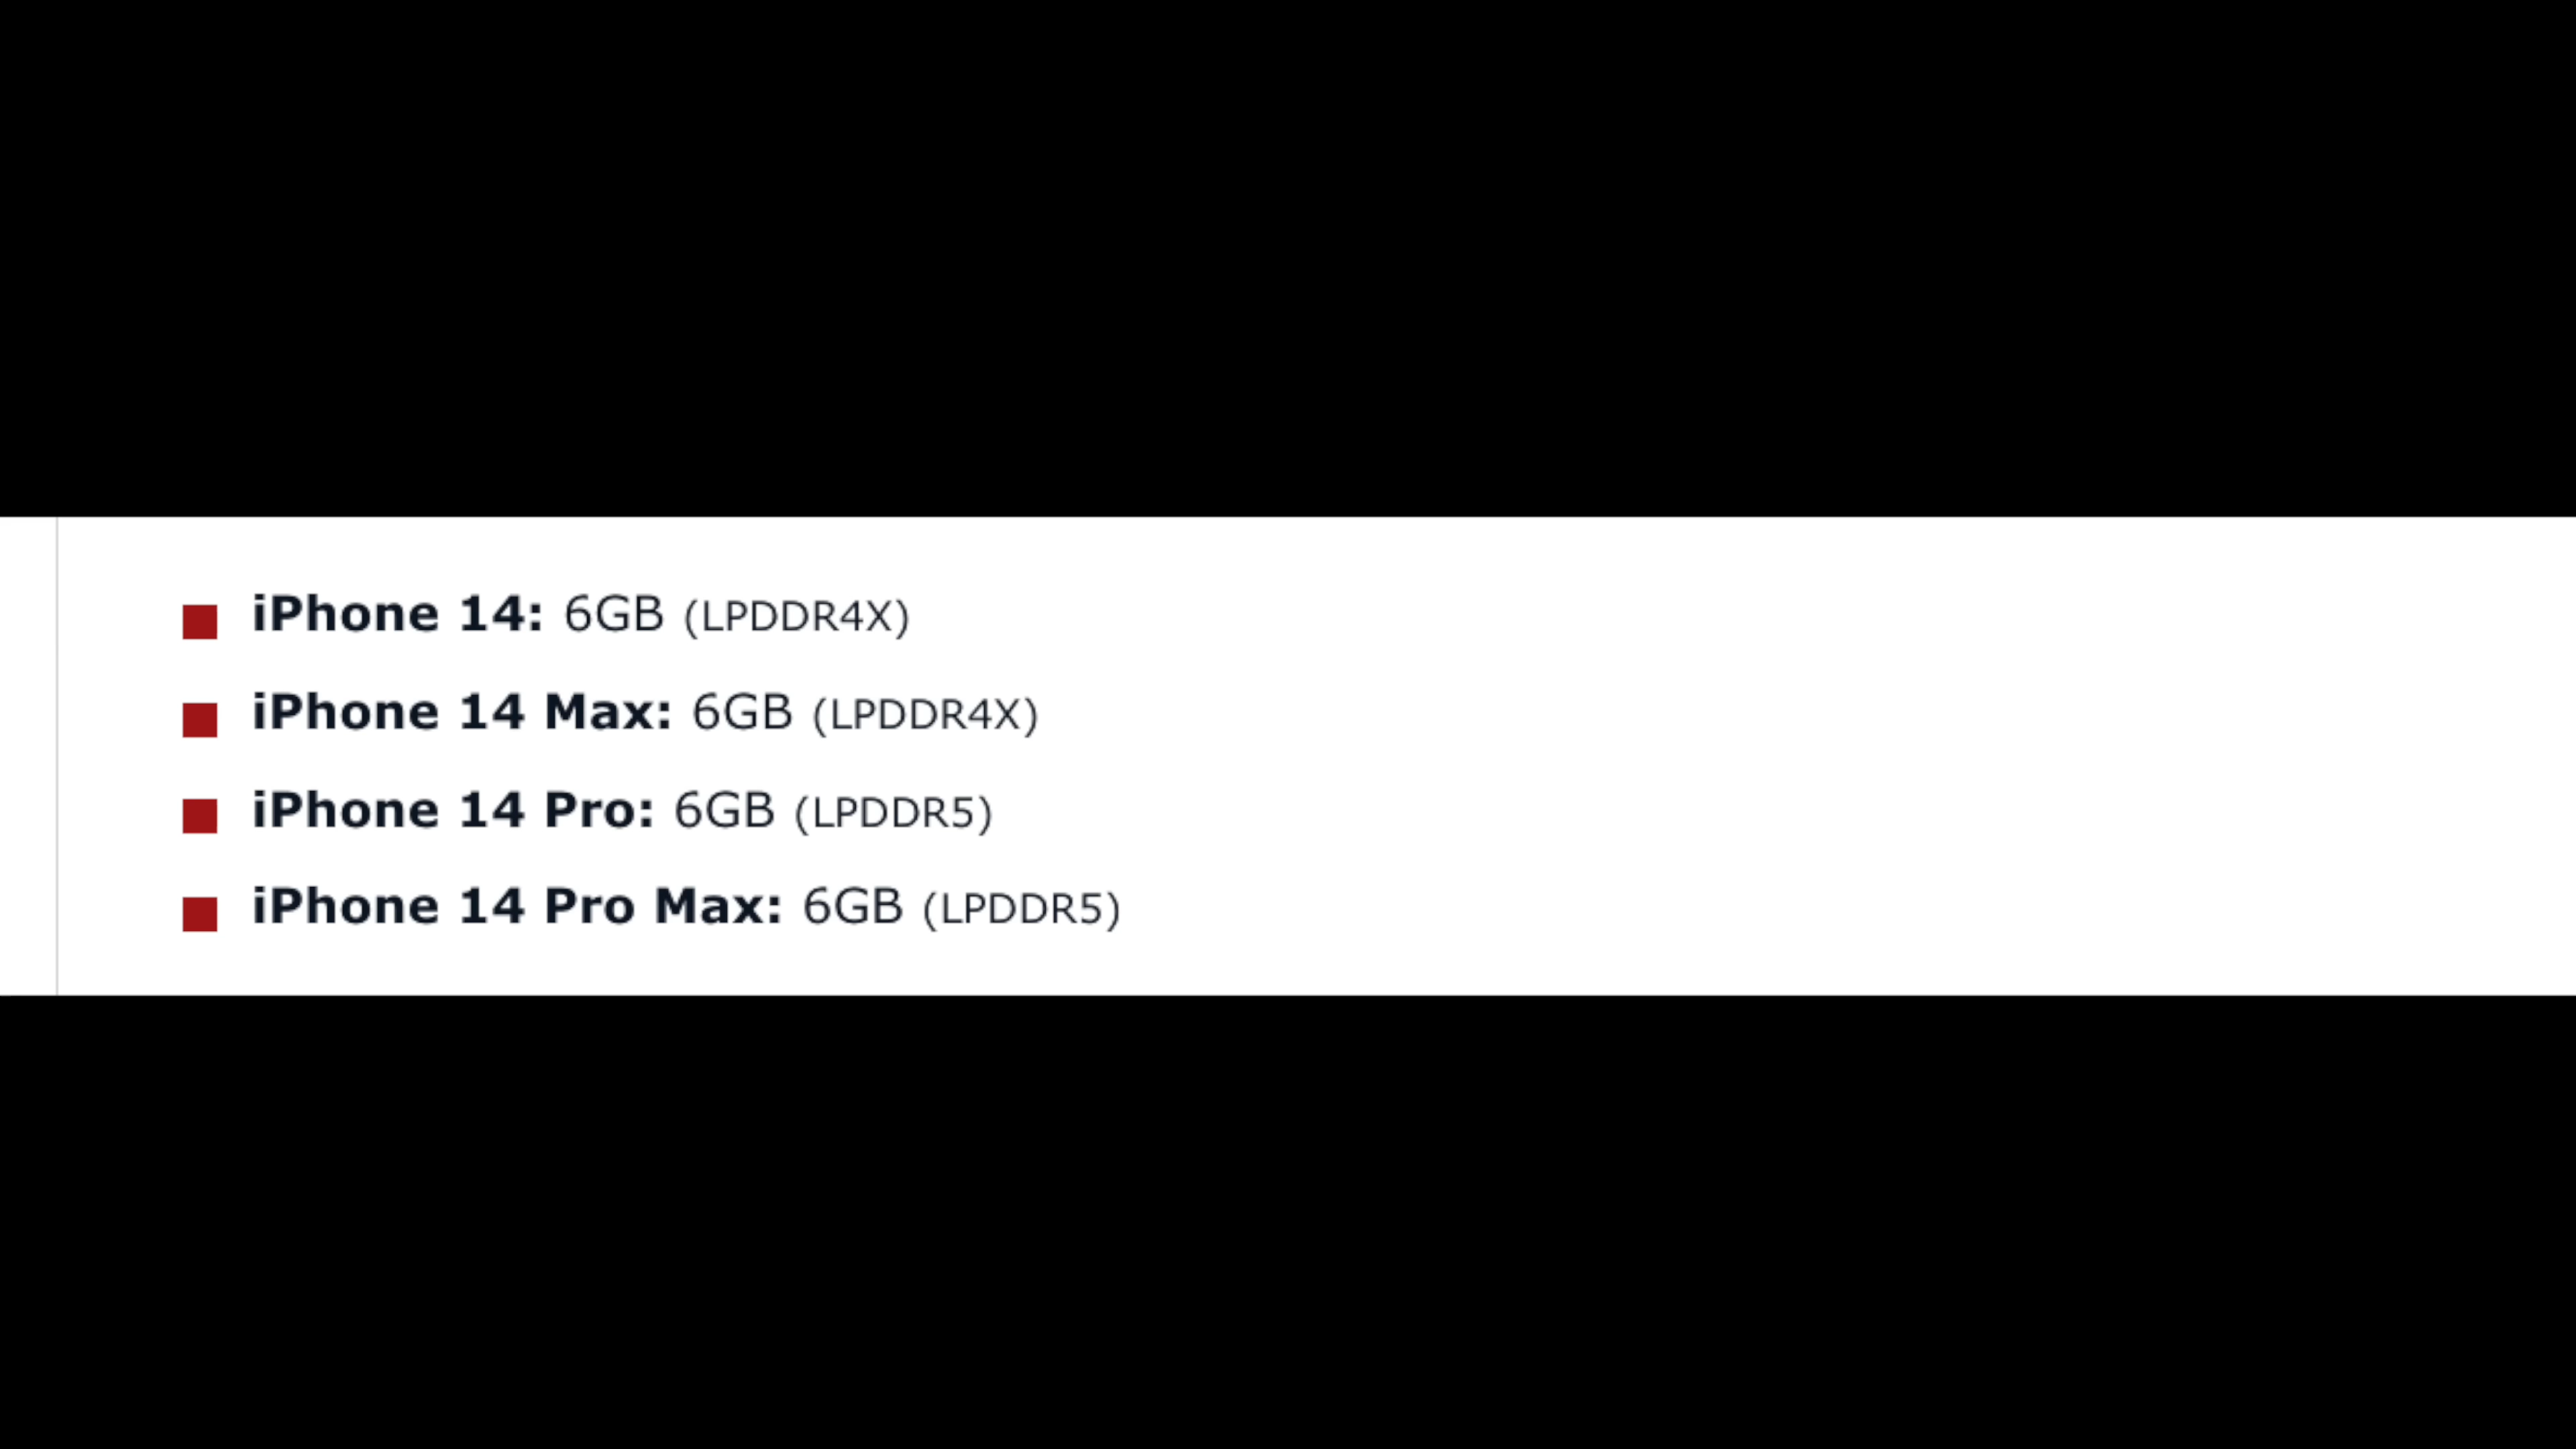 iPhone 14: 6GB (LPDDR4X)
iPhone 14 Max: 6GB (LPDDR4X)
iPhone 14 Pro: 6GB (LPDDR5)
iPhone 14 Pro Max: 6GB (LPDDR5)